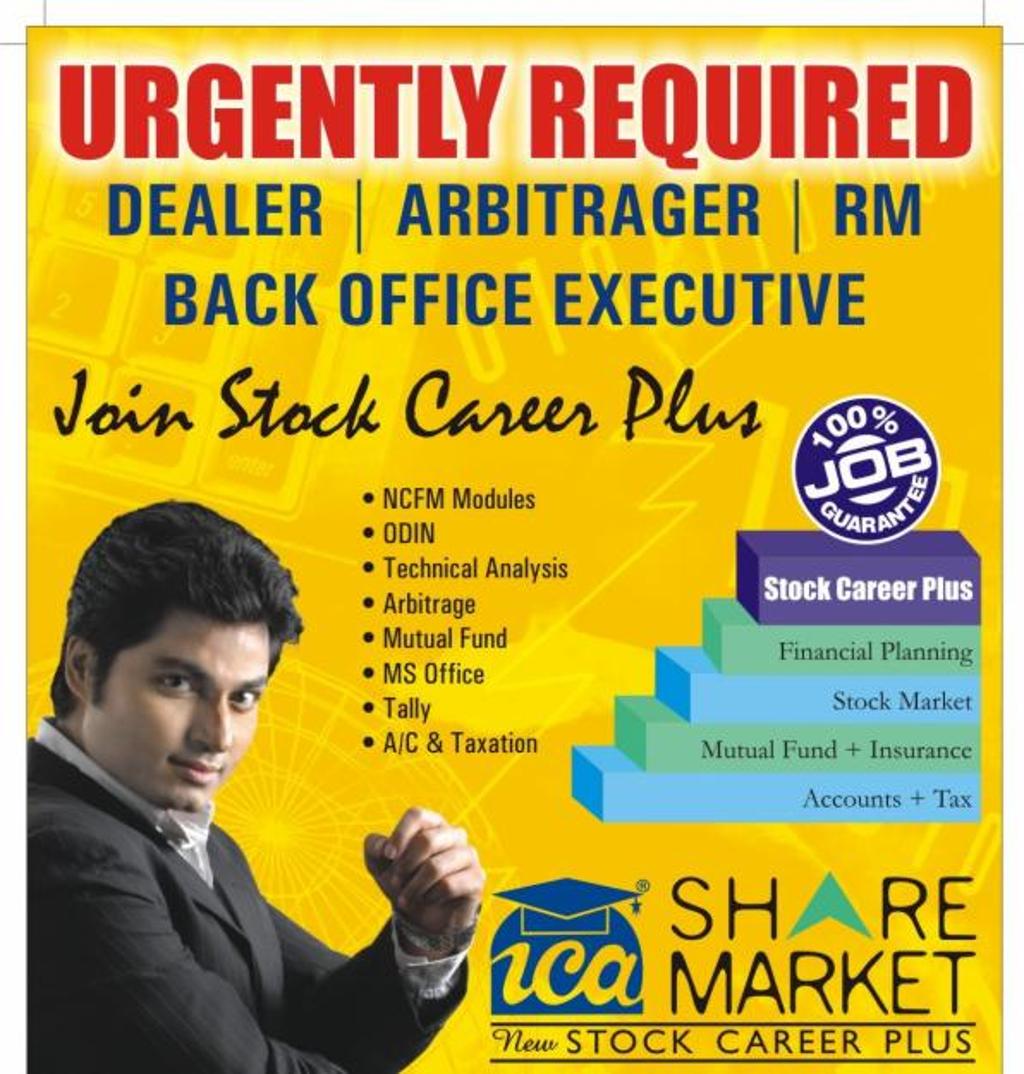 URGENTLY REQUIRED
DEALER | ARBITRAGER | RM
BACK OFFICE EXECUTIVE
Join Stock Career Plus
100%
JOB
GUARANTEE
• NCFM Modules
• ODIN
• Technical Analysis
• Arbitrage
• Mutual Fund
• MS Office
• Tally
• A/C & Taxation
Stock Career Plus
Financial Planning
Stock Market
Mutual Fund + Insurance
Accounts + Tax
ica®
SHARE
MARKET
New STOCK CAREER PLUS